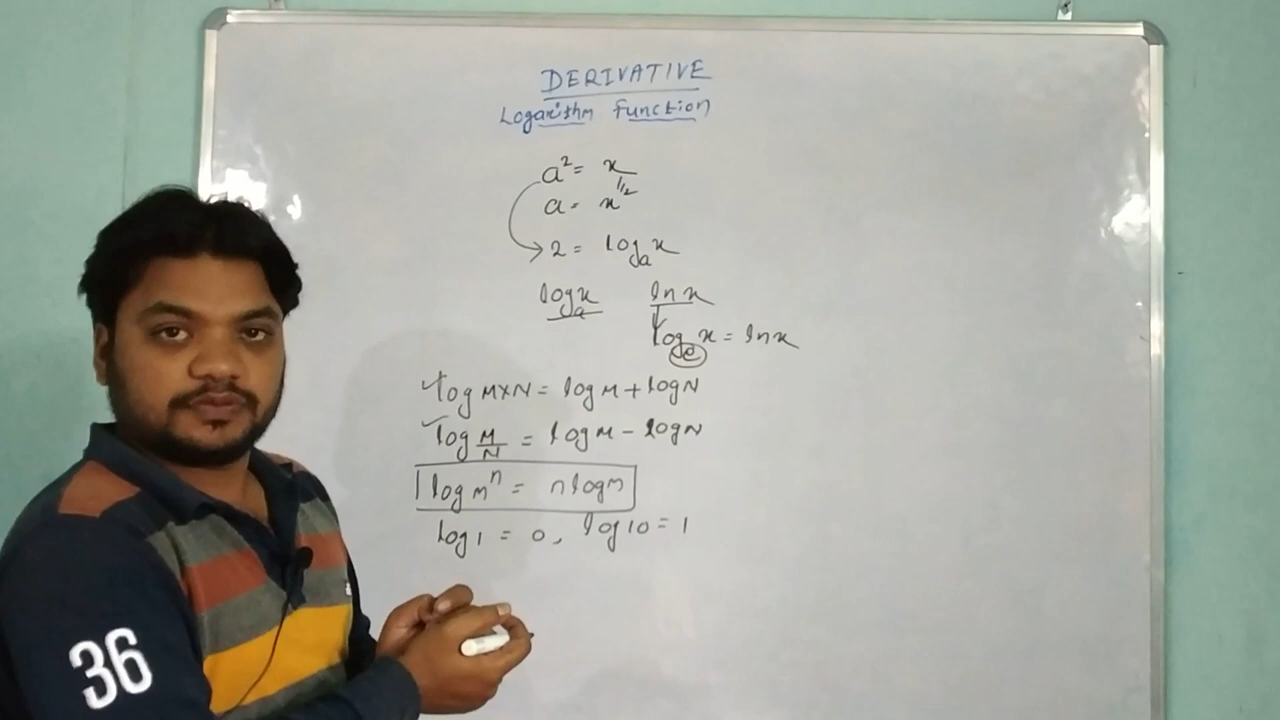 DERIVATIVE
Logarithm Function
a² = x
a = x^1/2
2 = logₐx
logₐx   ln x
logₑ x = ln x
log M×N = log M + log N
log M/N = log M - log N
log mⁿ = n log m
log 1 = 0, log 10 = 1
36